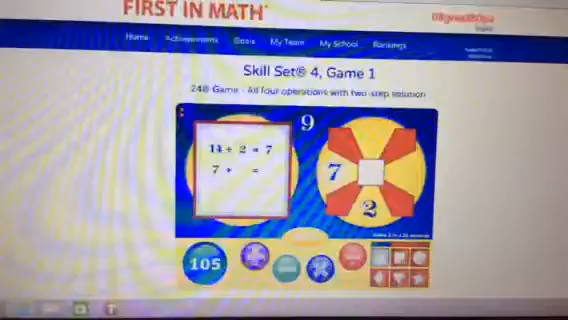 FIRST IN MATH®
Home Achievements Goals My Team My School Rankings
Skill Set® 4, Game 1
24® Game - All four operations with two-step solution
9
14 ÷ 2 = 7
7 + =
7
2
105